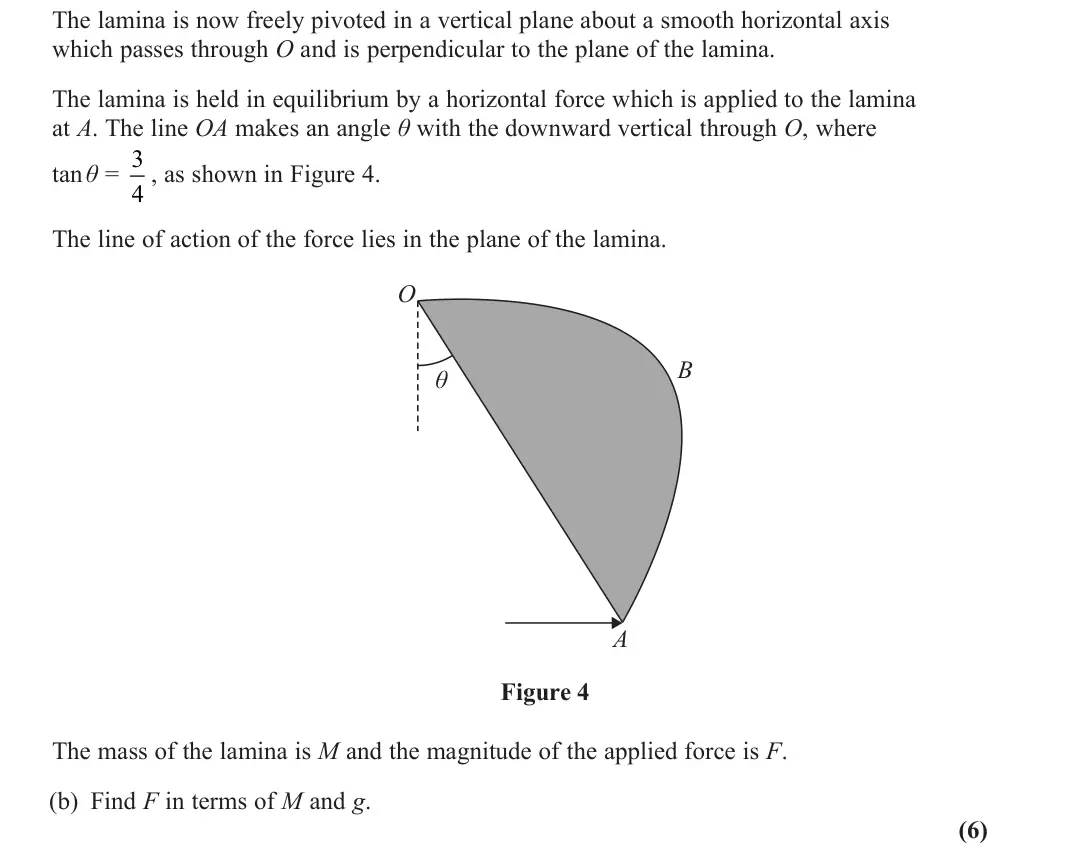 The lamina is now freely pivoted in a vertical plane about a smooth horizontal axis
which passes through O and is perpendicular to the plane of the lamina.
The lamina is held in equilibrium by a horizontal force which is applied to the lamina
at A. The line OA makes an angle θ with the downward vertical through O, where
tan θ = 3/4, as shown in Figure 4.
The line of action of the force lies in the plane of the lamina.
O
B
θ
A
Figure 4
The mass of the lamina is M and the magnitude of the applied force is F.
(b) Find F in terms of M and g.
(6)